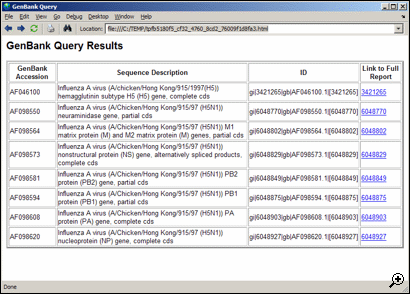 GenBank Query
File Edit View Go Debug Desktop Window Help
Location: file:///C:/TEMP/tpfb5180f5_cf32_4760_8cd2_76009f1d8fa3.html
GenBank Query Results
GenBank Accession Sequence Description ID Link to Full Report
AF046100 Influenza A virus (A/chicken/Hong Kong/915/1997(H5))
hemagglutinin subtype H5 (H5) gene, complete cds gi|3421265|gb|AF046100.1|[3421265] 3421265
AF098550 Influenza A virus (A/Chicken/Hong Kong/915/97 (H5N1))
neuraminidase gene, partial cds gi|6048770|gb|AF098550.1|[6048770] 6048770
AF098564 Influenza A virus (A/Chicken/Hong Kong/915/97 (H5N1)) M1
matrix protein (M) and M2 matrix protein (M) genes, partial cds gi|6048802|gb|AF098564.1|[6048802] 6048802
AF098573 Influenza A virus (A/Chicken/Hong Kong/915/97 (H5N1))
nonstructural protein (NS) gene, alternatively spliced products,
complete cds gi|6048829|gb|AF098573.1|[6048829] 6048829
AF098581 Influenza A virus (A/Chicken/Hong Kong/915/97 (H5N1)) PB2
protein (PB2) gene, partial cds gi|6048849|gb|AF098581.1|[6048849] 6048849
AF098594 Influenza A virus (A/Chicken/Hong Kong/915/97 (H5N1)) PB1
protein (PB1) gene, partial cds gi|6048875|gb|AF098594.1|[6048875] 6048875
AF098608 Influenza A virus (A/Chicken/Hong Kong/915/97 (H5N1)) PA
protein (PA) gene, complete cds gi|6048903|gb|AF098608.1|[6048903] 6048903
AF098620 Influenza A virus (A/Chicken/Hong Kong/915/97 (H5N1))
nucleoprotein (NP) gene, complete cds gi|6048927|gb|AF098620.1|[6048927] 6048927
Done